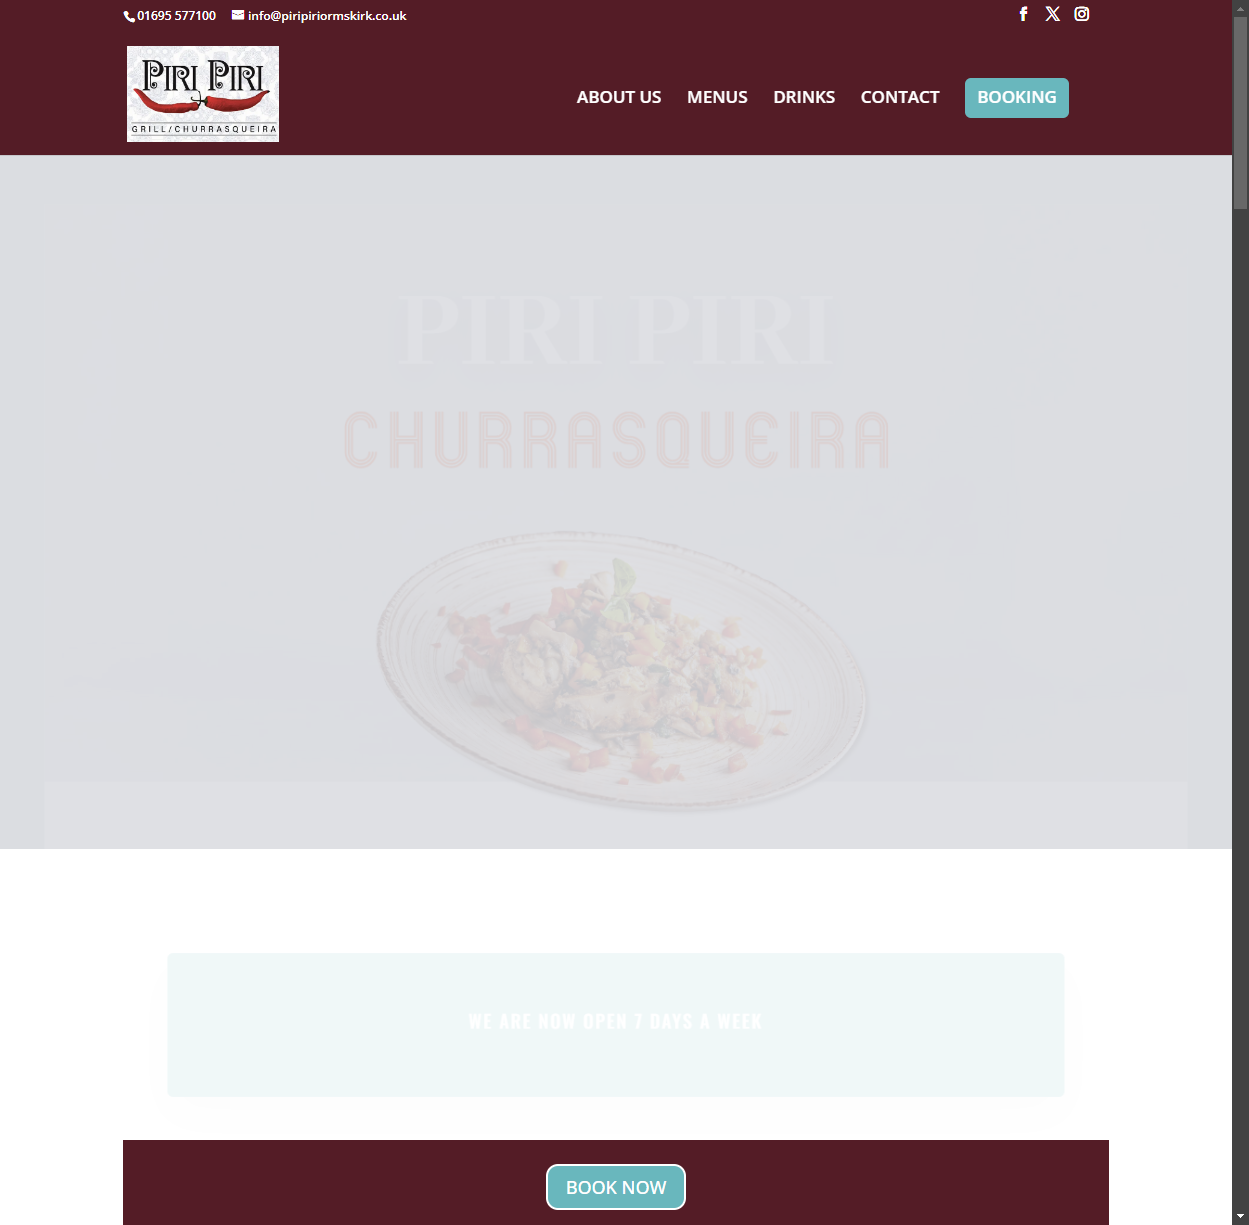 01695 577100 info@piripiriormskirk.co.uk
PIRI PIRI
GRILL/CHURRASQUEIRA
ABOUT US MENUS DRINKS CONTACT BOOKING
PIRI PIRI
CHURRASQUEIRA
WE ARE NOW OPEN 7 DAYS A WEEK
BOOK NOW